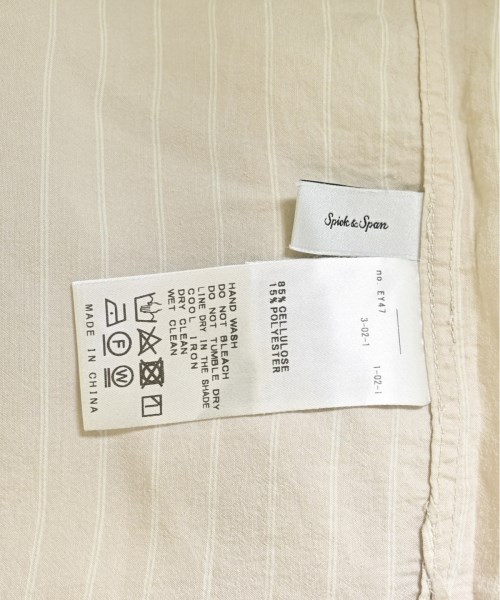 Spick & Span
no. EY47
3-02-1
1-02-1
85% CELLULOSE
15% POLYESTER
HAND WASH
DO NOT BLEACH
DO NOT TUMBLE DRY
LINE DRY IN THE SHADE
COOL IRON
DRY CLEAN
WET CLEAN
F W
MADE IN CHINA